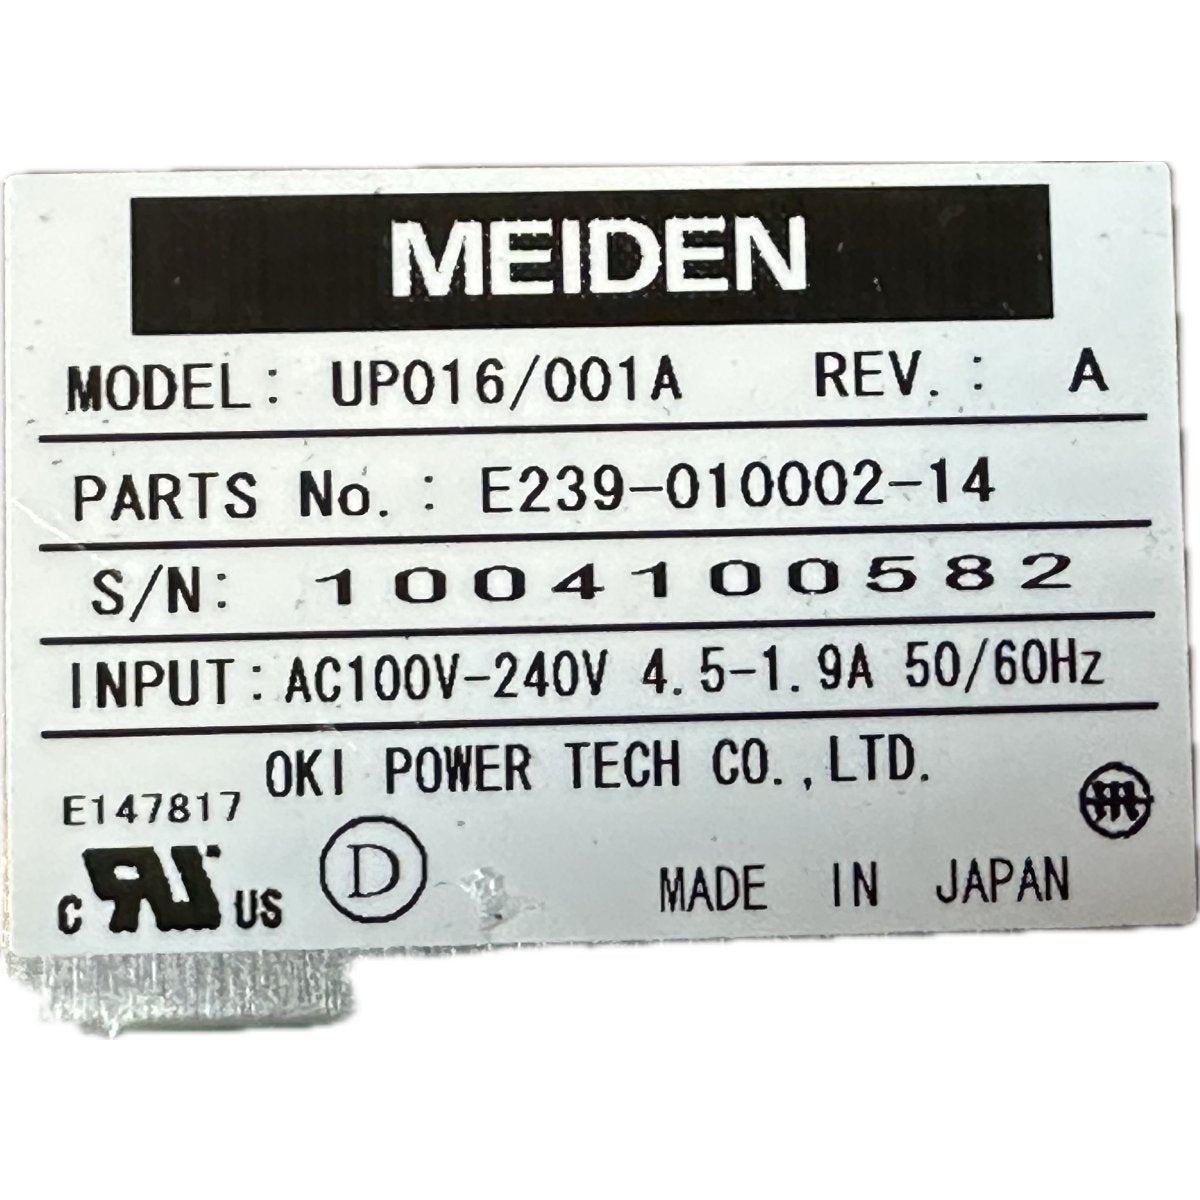 MEIDEN
MODEL: UP016/001A REV.: A
PARTS No.: E239-010002-14
S/N: 1004100582
INPUT: AC100V-240V 4.5-1.9A 50/60Hz
OKI POWER TECH CO.,LTD.
E147817
C RU US
D
MADE IN JAPAN